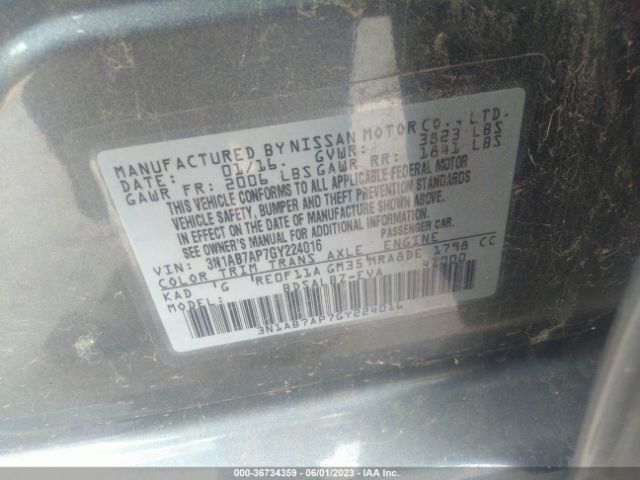 MANUFACTURED BY NISSAN MOTOR CO., LTD.
DATE: 01/16. GVWR: 3823 LBS
GAWR FR: 2006 LBS GAWR RR: 1841 LBS
THIS VEHICLE CONFORMS TO ALL APPLICABLE FEDERAL MOTOR
VEHICLE SAFETY, BUMPER AND THEFT PREVENTION STANDARDS
IN EFFECT ON THE DATE OF MANUFACTURE SHOWN ABOVE.
SEE OWNER'S MANUAL FOR ADDITIONAL INFORMATION.
VIN: 3N1AB7AP7GY224016 PASSENGER CAR.
COLOR TRIM TRANS AXLE ENGINE
KAD 'G 'RE0F11A GM35 MRA8DE 1798 CC
MODEL: BDSALB7-EVA 42000
3N1AB7AP7GY224016
000-36734359 - 06/01/2023 - IAA Inc.